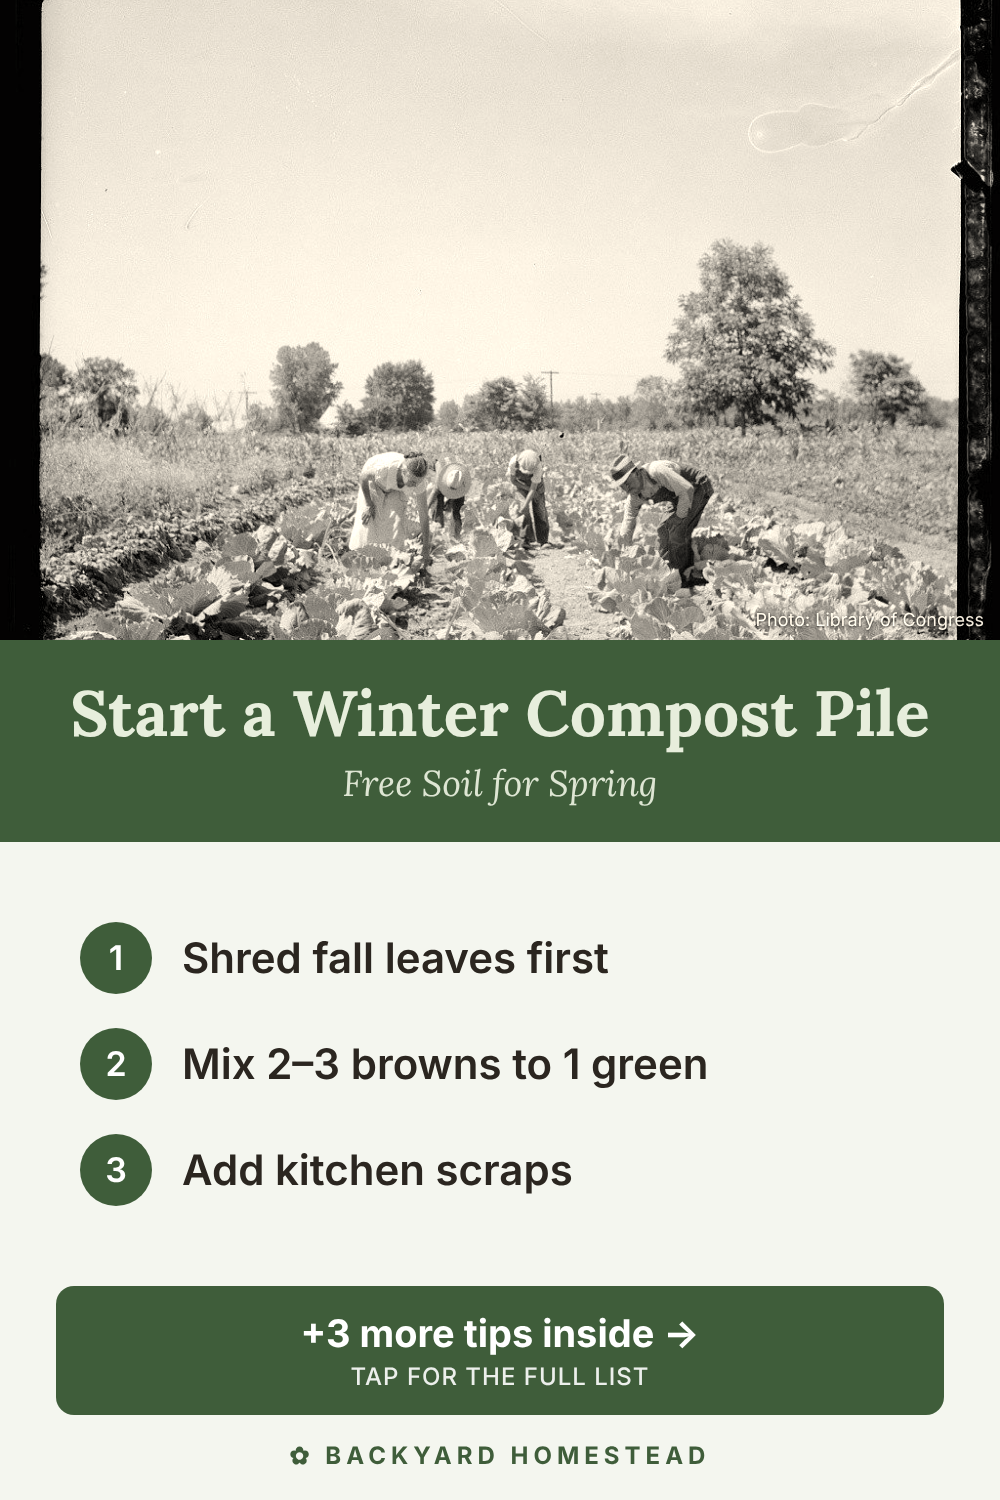 Photo: Library of Congress
Start a Winter Compost Pile
Free Soil for Spring
1 Shred fall leaves first
2 Mix 2–3 browns to 1 green
3 Add kitchen scraps
+3 more tips inside →
TAP FOR THE FULL LIST
✿ BACKYARD HOMESTEAD